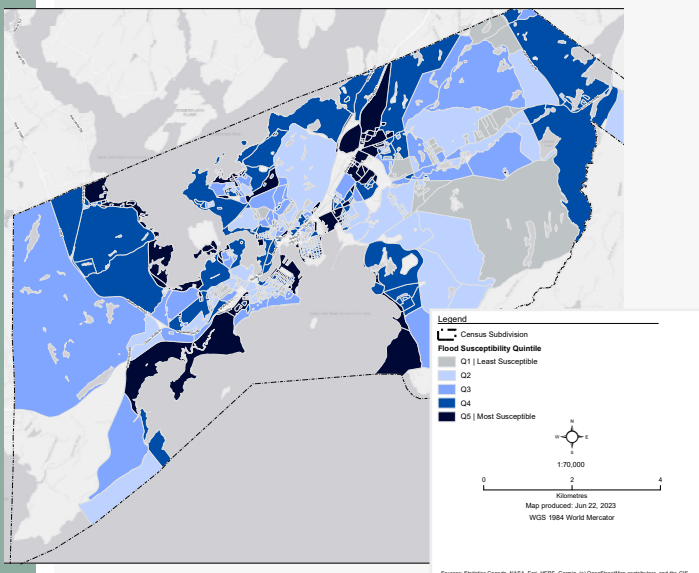 Legend
Census Subdivision
Flood Susceptibility Quintile
Q1 | Least Susceptible
Q2
Q3
Q4
Q5 | Most Susceptible
N
W E
S
1:70,000
0 2 4
Kilometres
Map produced: Jun 22, 2023
WGS 1984 World Mercator